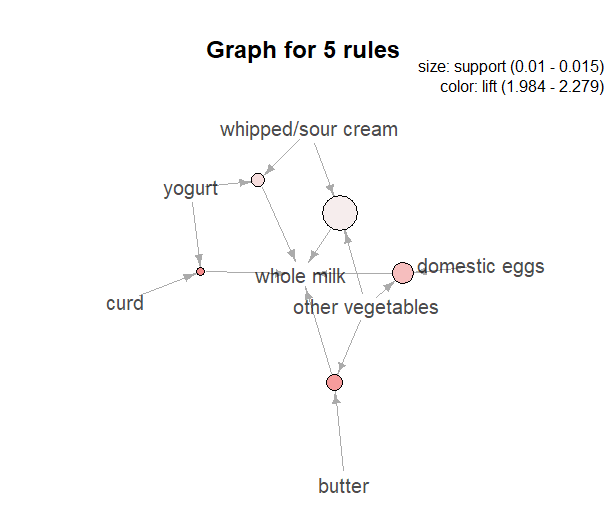 Graph for 5 rules
size: support (0.01 - 0.015)
color: lift (1.984 - 2.279)
whipped/sour cream
yogurt
domestic eggs
whole milk
curd
other vegetables
butter